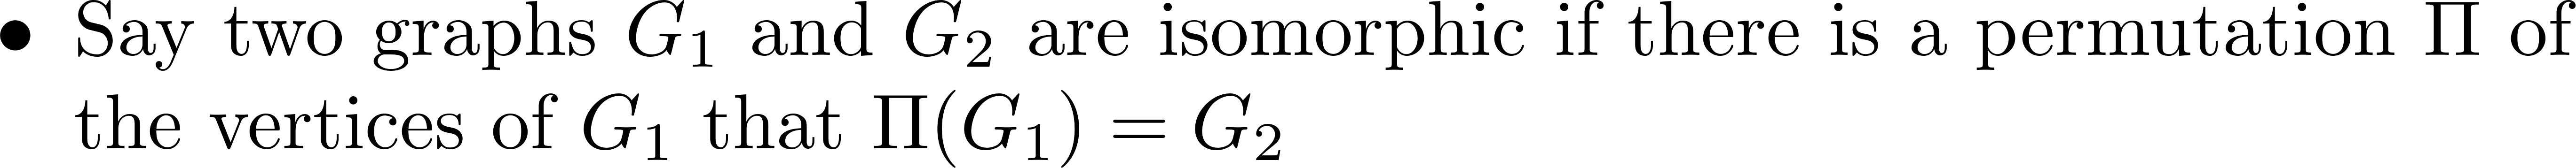 • Say two graphs G₁ and G₂ are isomorphic if there is a permutation Π of
the vertices of G₁ that Π(G₁) = G₂